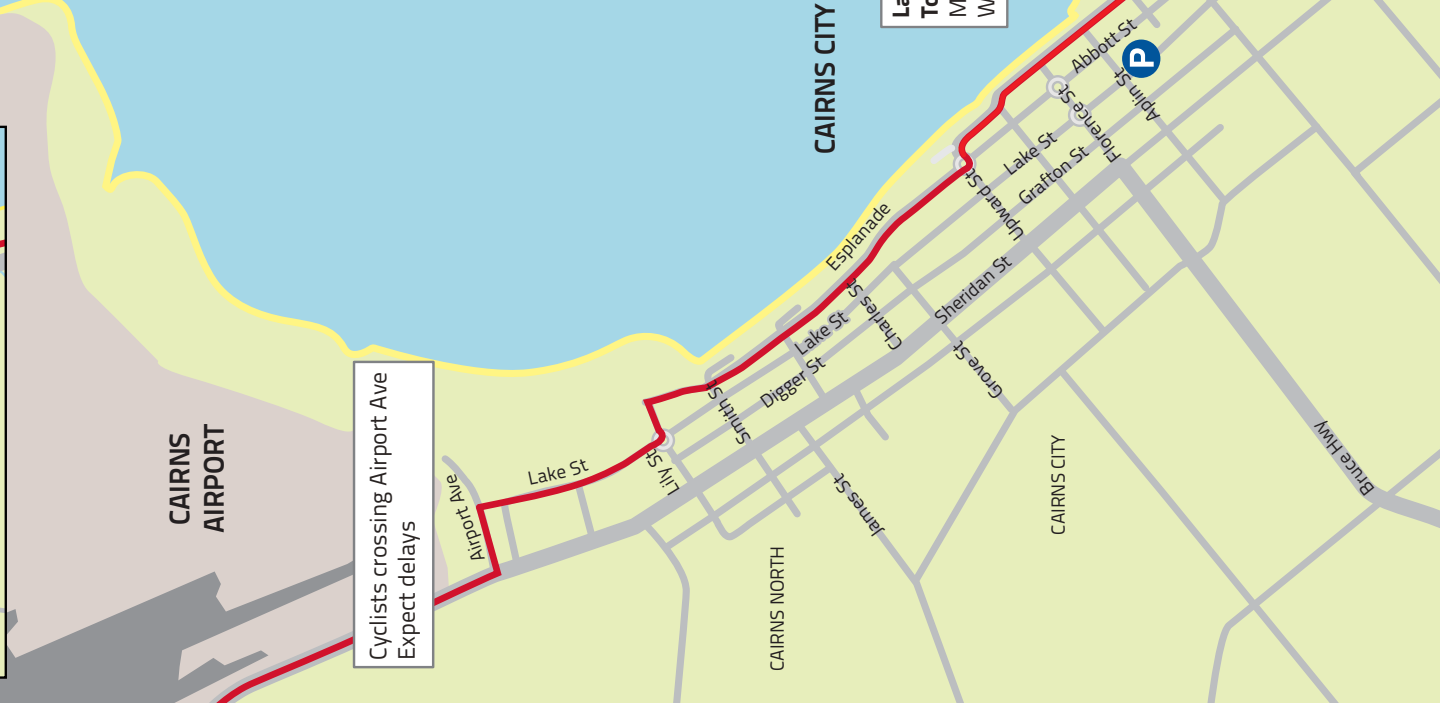 CAIRNS
AIRPORT
Cyclists crossing Airport Ave
Expect delays
Airport Ave
Lake St
Lily St
Smith St
Digger St
Lake St
Esplanade
Charles St
CAIRNS CITY
La
To
M
W
Abbott St
P
Aplin St
Florence St
Lake St
Grafton St
Upward St
Sheridan St
Grove St
James St
CAIRNS NORTH
CAIRNS CITY
Bruce Hwy